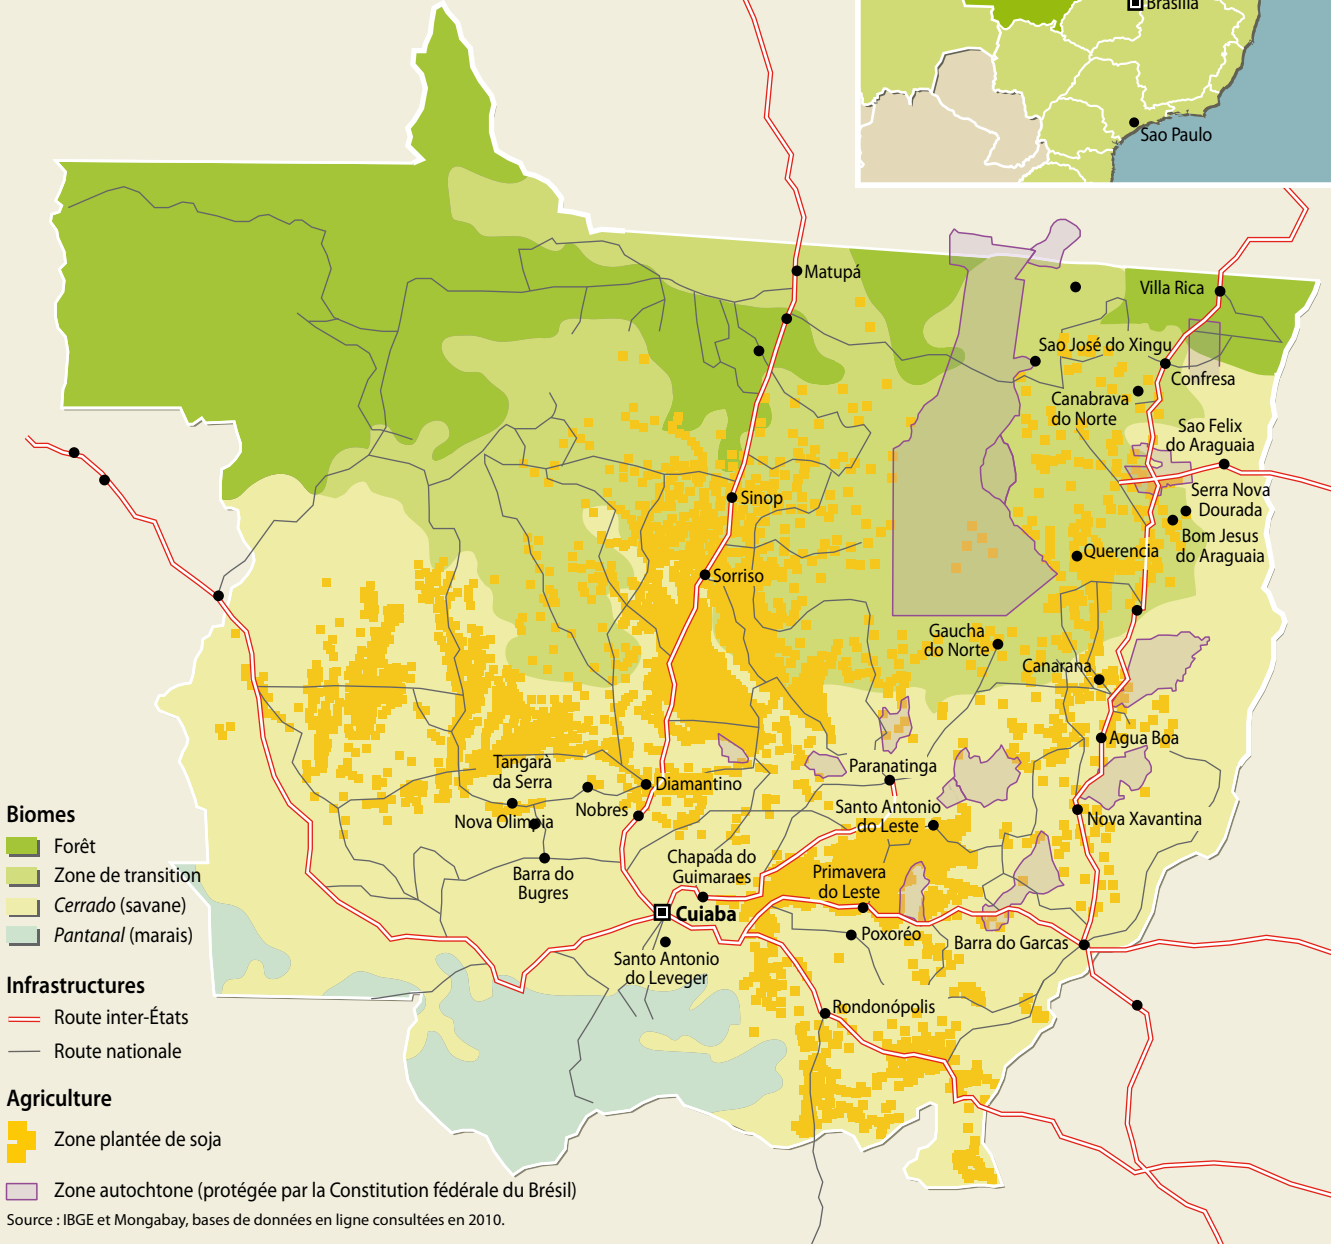 Brasília
Sao Paulo
Matupá
Villa Rica
Sao José do Xingu
Confresa
Canabrava
do Norte
Sao Felix
do Araguaia
Sinop
Serra Nova
Dourada
Bom Jesus
do Araguaia
Querencia
Sorriso
Gaucha
do Norte
Canarana
Agua Boa
Tangarà
da Serra
Diamantino
Paranatinga
Nobres
Nova Olimpia
Santo Antonio
do Leste
Nova Xavantina
Chapada do
Guimaraes
Barra do
Bugres
Primavera
do Leste
Cuiaba
Poxoréo
Barra do Garcas
Santo Antonio
do Leveger
Rondonópolis
Biomes
Forêt
Zone de transition
Cerrado (savane)
Pantanal (marais)
Infrastructures
Route inter-États
Route nationale
Agriculture
Zone plantée de soja
Zone autochtone (protégée par la Constitution fédérale du Brésil)
Source : IBGE et Mongabay, bases de données en ligne consultées en 2010.